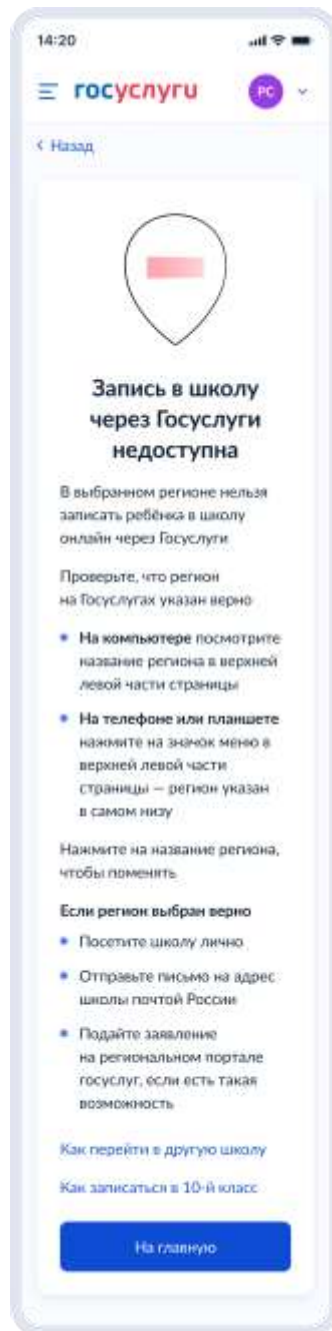 14:20
госуслуги
РС
Назад
Запись в школу
через Госуслуги
недоступна
В выбранном регионе нельзя
записать ребёнка в школу
онлайн через Госуслуги
Проверьте, что регион
на Госуслугах указан верно
На компьютере посмотрите
название региона в верхней
левой части страницы
На телефоне или планшете
нажмите на значок меню в
верхней левой части
страницы — регион указан
в самом низу
Нажмите на название региона,
чтобы поменять
Если регион выбран верно
Посетите школу лично
Отправьте письмо на адрес
школы почтой России
Подайте заявление
на региональном портале
госуслуг, если есть такая
возможность
Как перейти в другую школу
Как записаться в 10-й класс
На главную